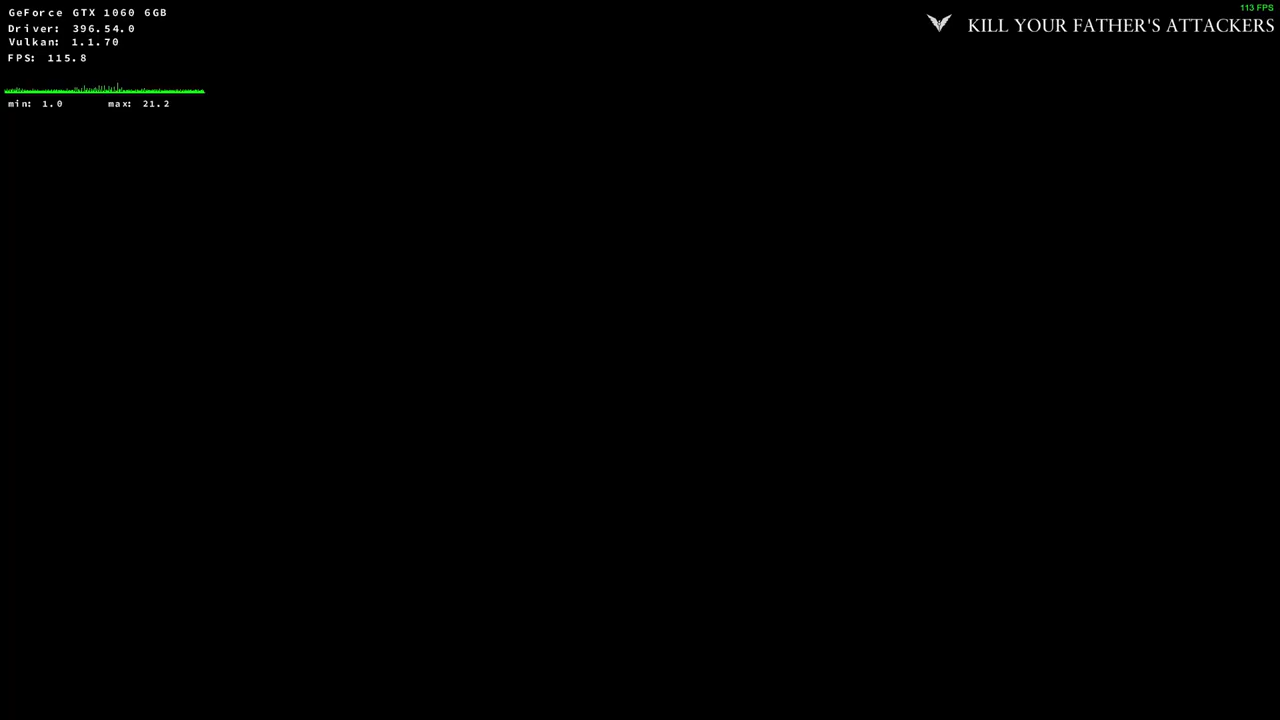 GeForce GTX 1060 6GB
Driver: 396.54.0
Vulkan: 1.1.70
FPS: 115.8
min: 1.0 max: 21.2
113 FPS
KILL YOUR FATHER'S ATTACKERS